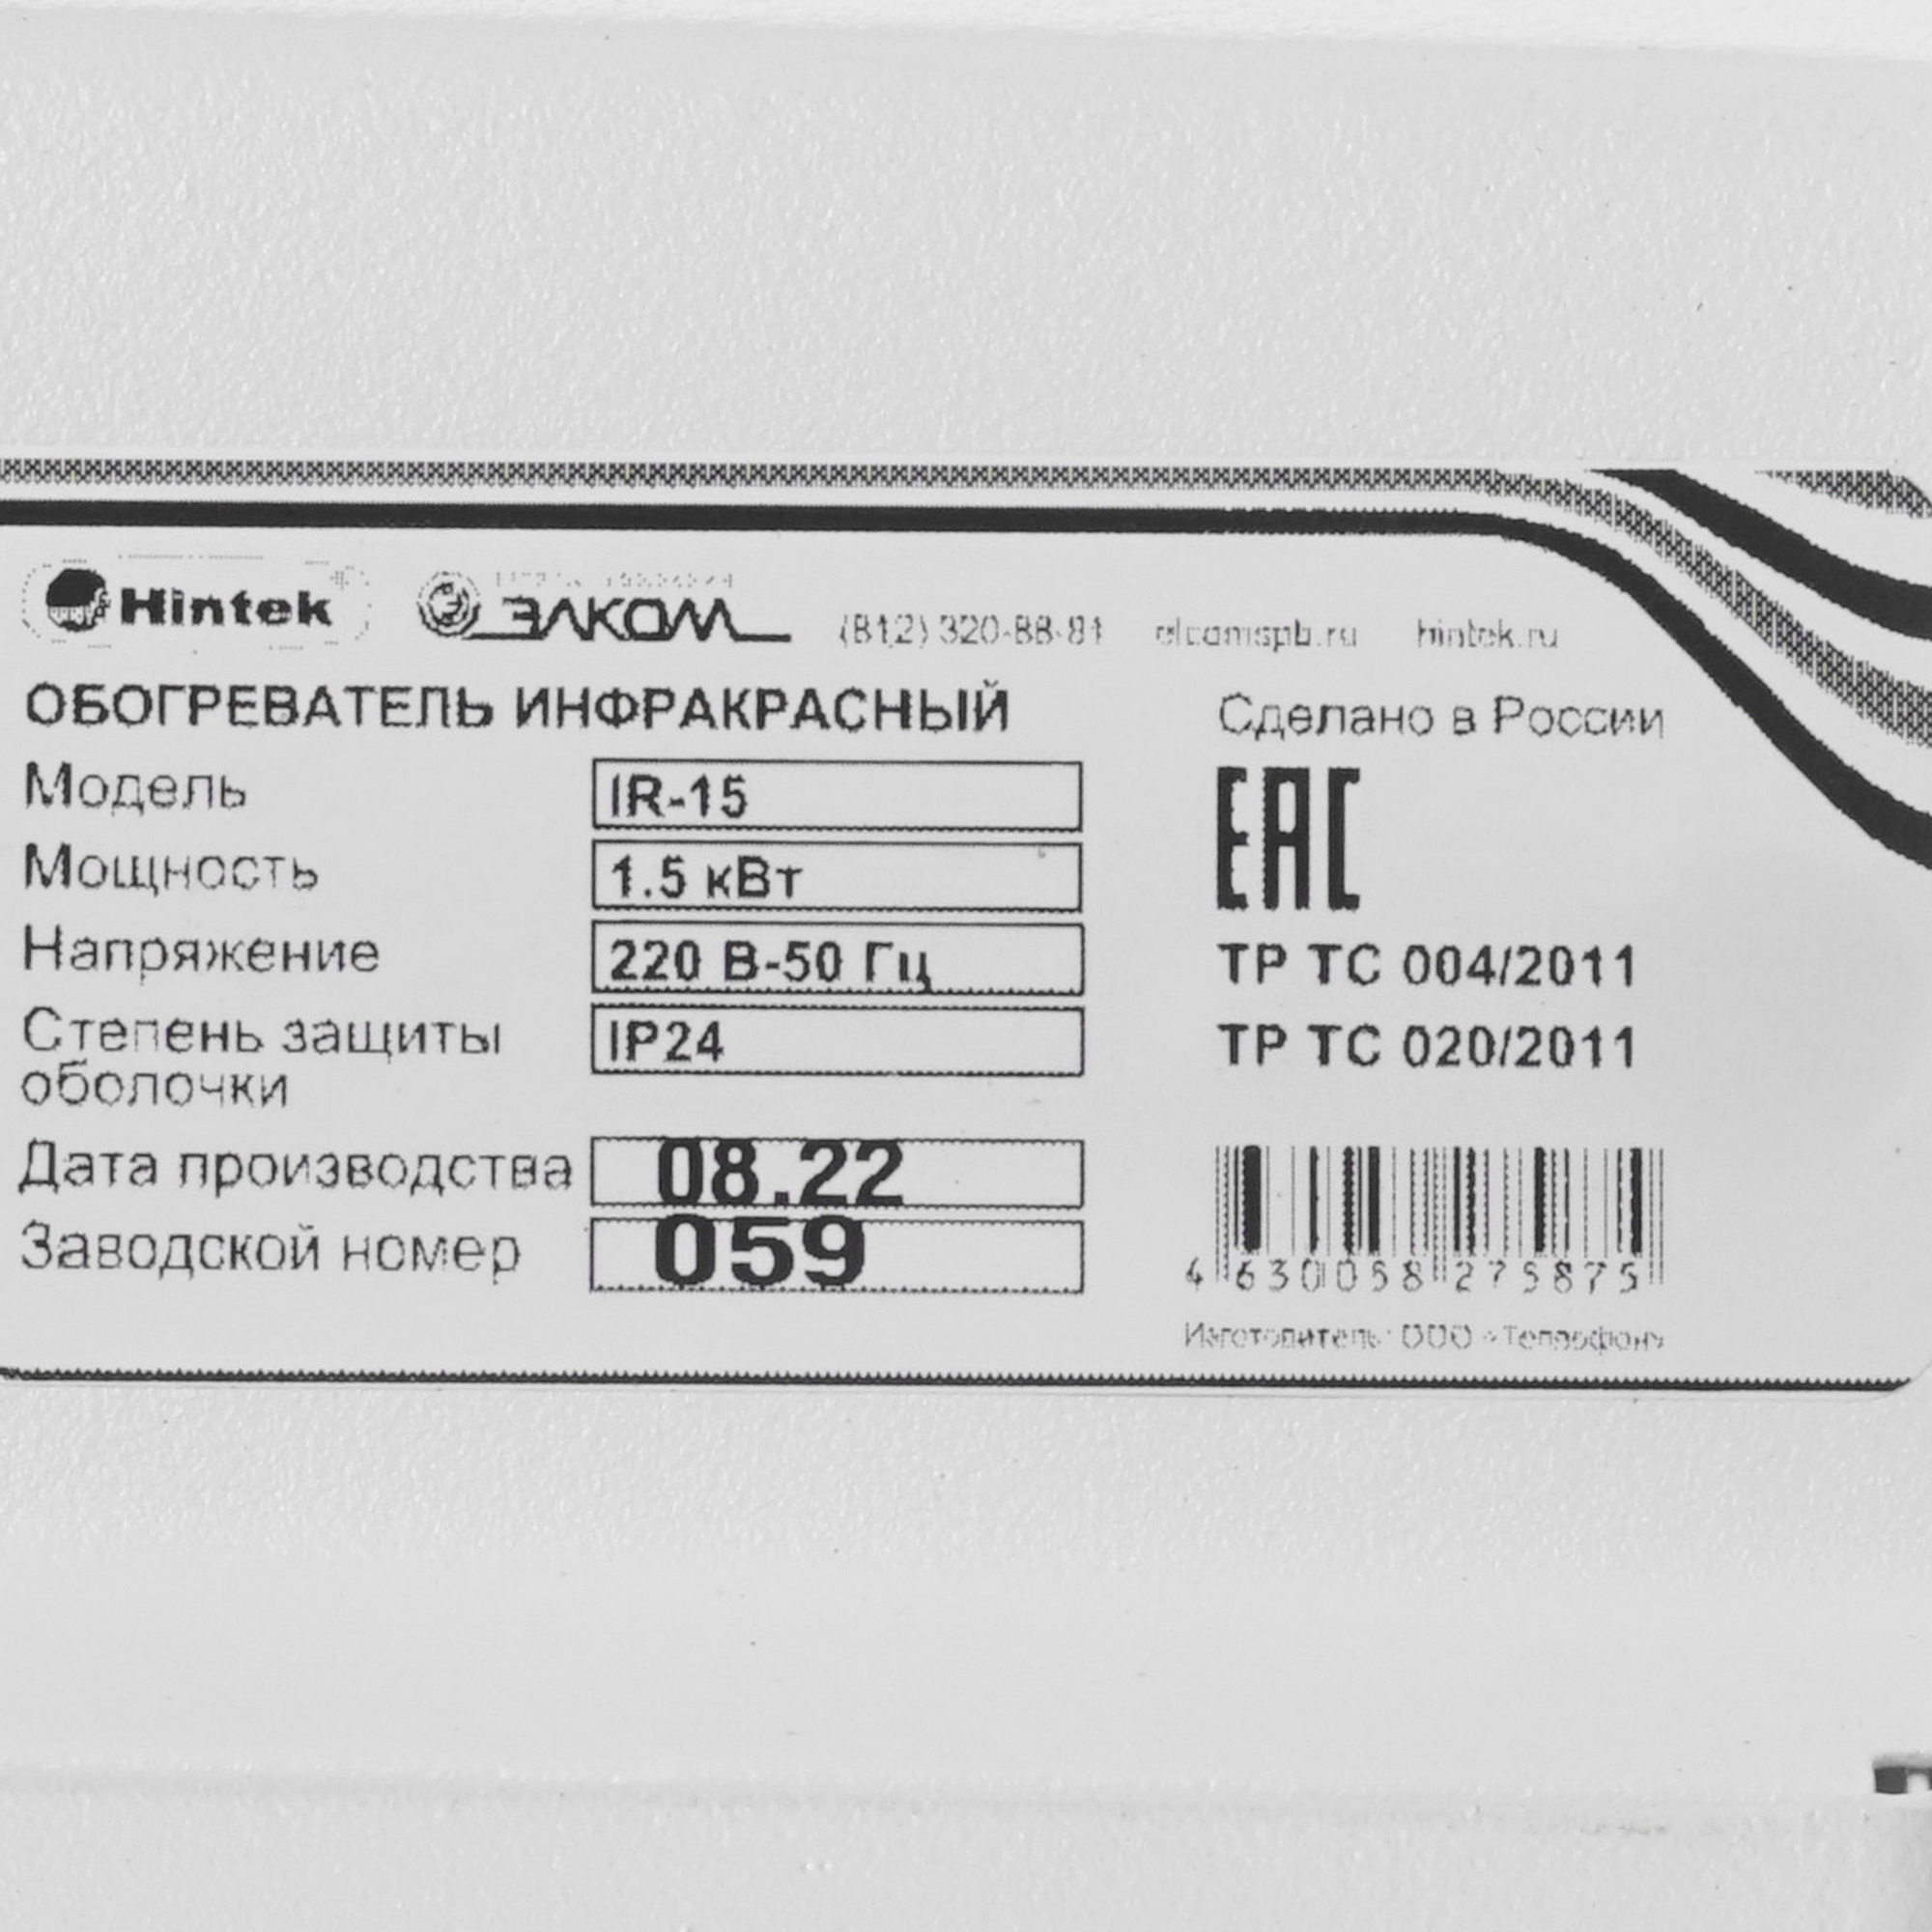 Hintek ЭЛКОМ (812) 320-88-81 elcomspb.ru hintek.ru
ОБОГРЕВАТЕЛЬ ИНФРАКРАСНЫЙ Сделано в России
Модель IR-15 ЕАС
Мощность 1.5 кВт
Напряжение 220 В-50 Гц ТР ТС 004/2011
Степень защиты IP24 ТР ТС 020/2011
оболочки
Дата производства 08.22
Заводской номер 059
4 630058 275875
Изготовитель: ООО